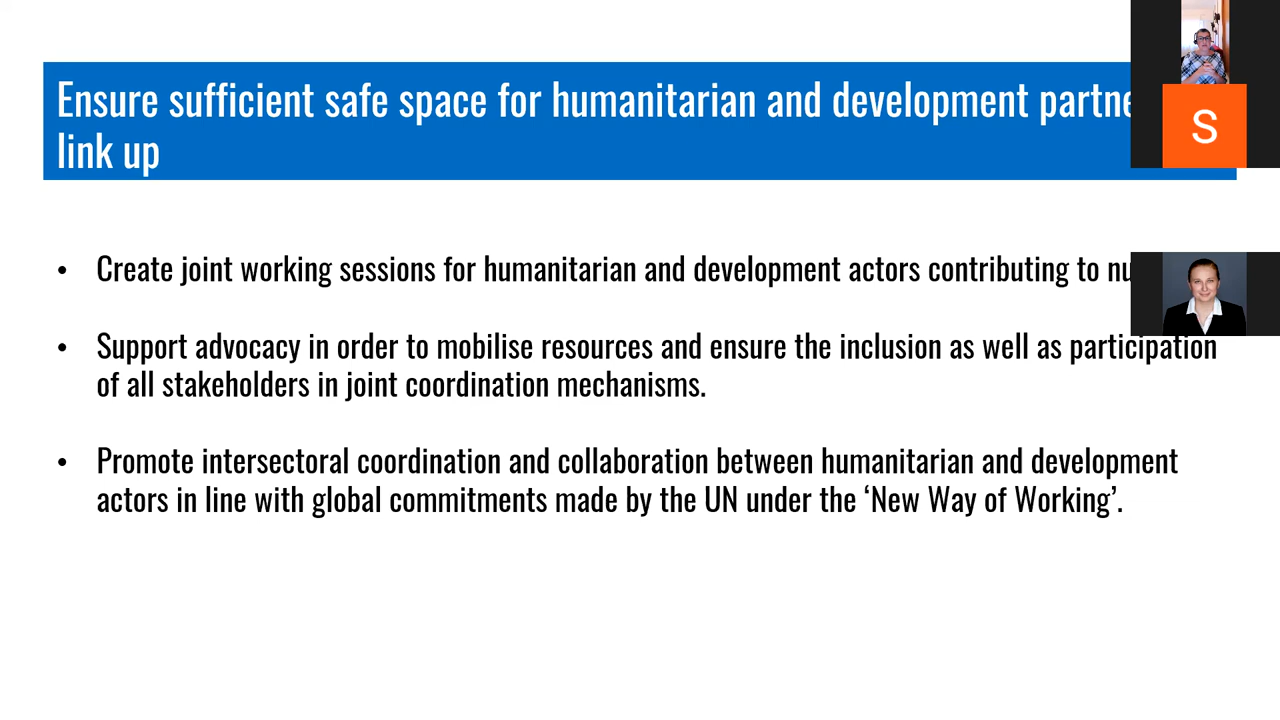 Ensure sufficient safe space for humanitarian and development
link up
S
• Create joint working sessions for humanitarian and development actors contributing to
• Support advocacy in order to mobilise resources and ensure the inclusion as well as participation
of all stakeholders in joint coordination mechanisms.
• Promote intersectoral coordination and collaboration between humanitarian and development
actors in line with global commitments made by the UN under the ‘New Way of Working’.